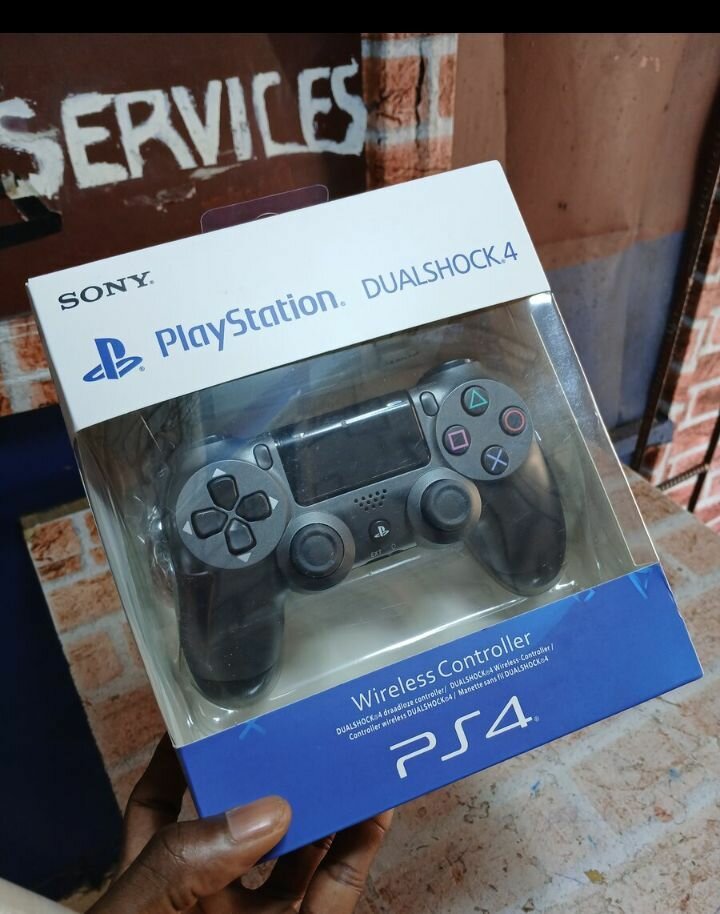 SERVICES
SONY®
PlayStation® DUALSHOCK®4
Wireless Controller
DUALSHOCK®4 draadloze controller / DUALSHOCK®4 Wireless-Controller /
Controller wireless DUALSHOCK®4 / Manette sans fil DUALSHOCK®4
PS4®
EXT